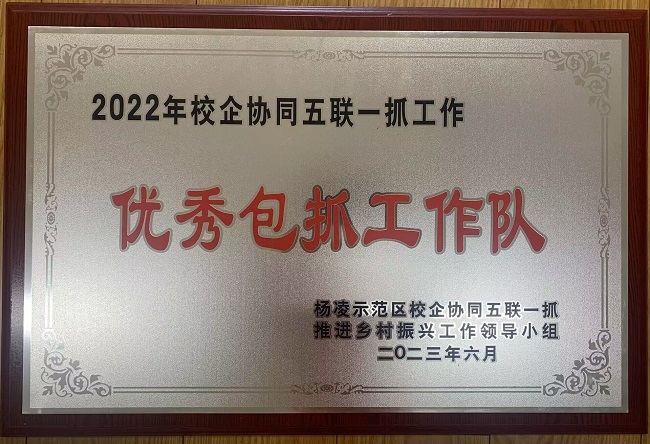 2022年校企协同五联一抓工作
优秀包抓工作队
杨凌示范区校企协同五联一抓
推进乡村振兴工作领导小组
二〇二三年六月